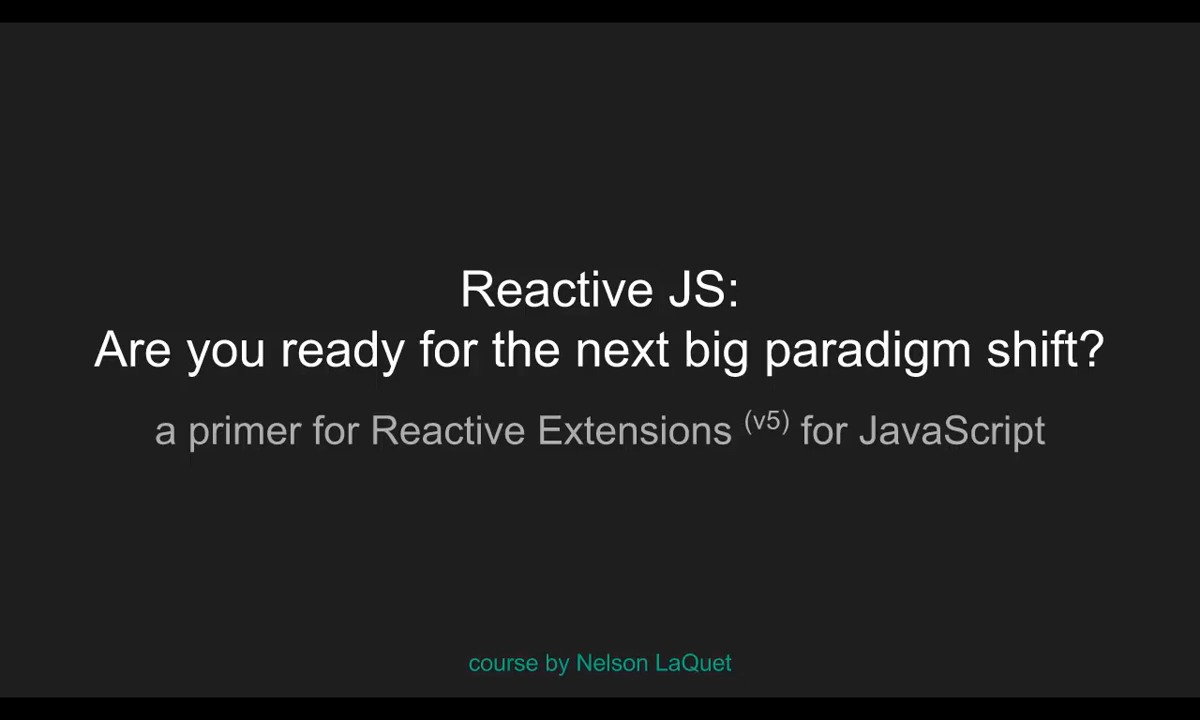 Reactive JS:
Are you ready for the next big paradigm shift?
a primer for Reactive Extensions (v5) for JavaScript
course by Nelson LaQuet